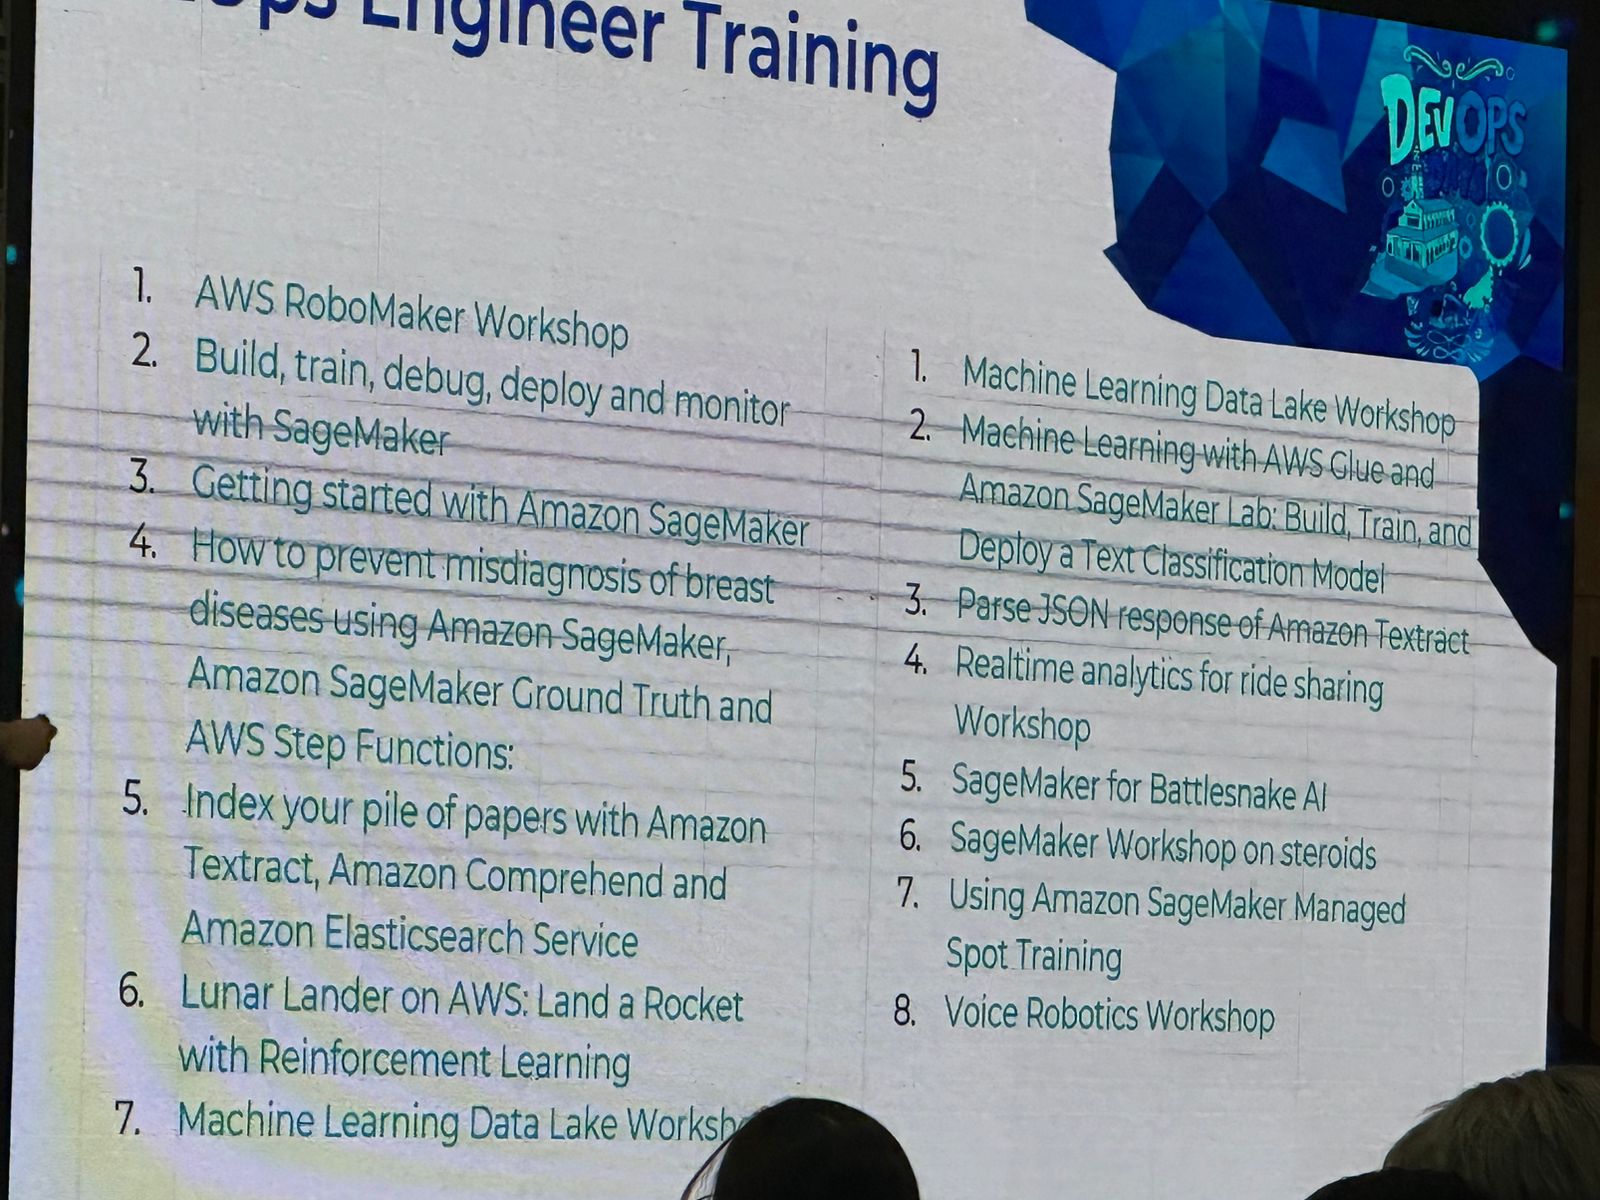 Ops Engineer Training
DEVOPS
1. AWS RoboMaker Workshop
2. Build, train, debug, deploy and monitor
with SageMaker
3. Getting started with Amazon SageMaker
4. How to prevent misdiagnosis of breast
diseases using Amazon SageMaker,
Amazon SageMaker Ground Truth and
AWS Step Functions:
5. Index your pile of papers with Amazon
Textract, Amazon Comprehend and
Amazon Elasticsearch Service
6. Lunar Lander on AWS: Land a Rocket
with Reinforcement Learning
7. Machine Learning Data Lake
1. Machine Learning Data Lake Workshop
2. Machine Learning with AWS Glue and
Amazon SageMaker Lab: Build, Train, and
Deploy a Text Classification Model
3. Parse JSON response of Amazon Textract
4. Realtime analytics for ride sharing
Workshop
5. SageMaker for Battlesnake AI
6. SageMaker Workshop on steroids
7. Using Amazon SageMaker Managed
Spot Training
8. Voice Robotics Workshop